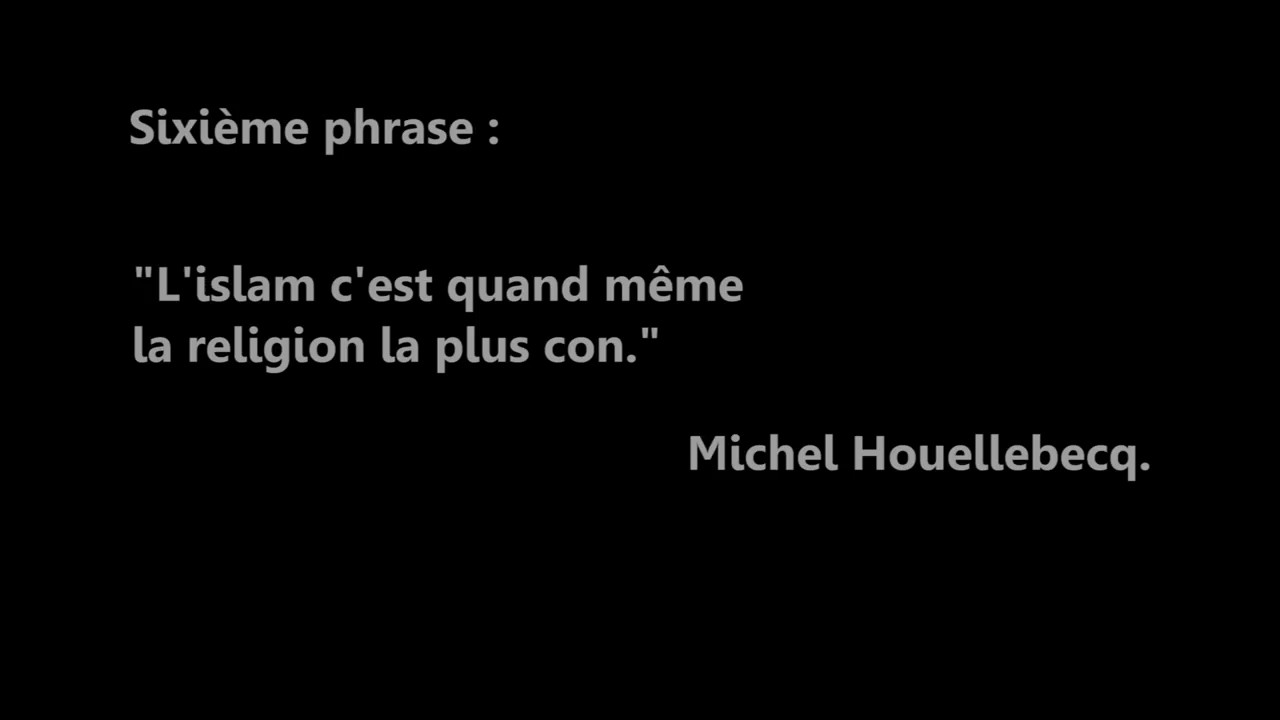 Sixième phrase :
"L'islam c'est quand même
la religion la plus con."
Michel Houellebecq.